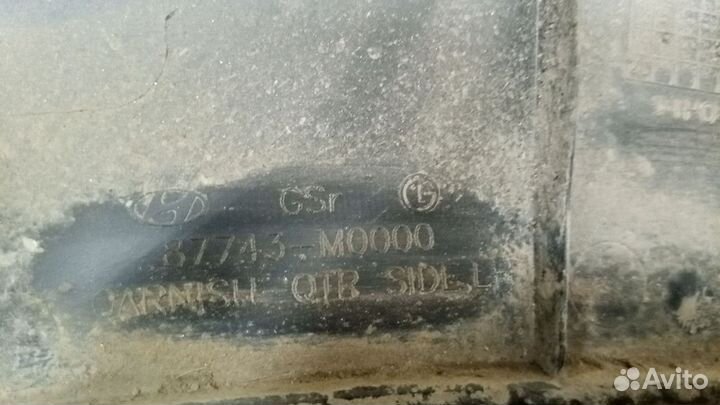 GSr
87743-M0000
GARNISH QTR SIDE, L
Avito